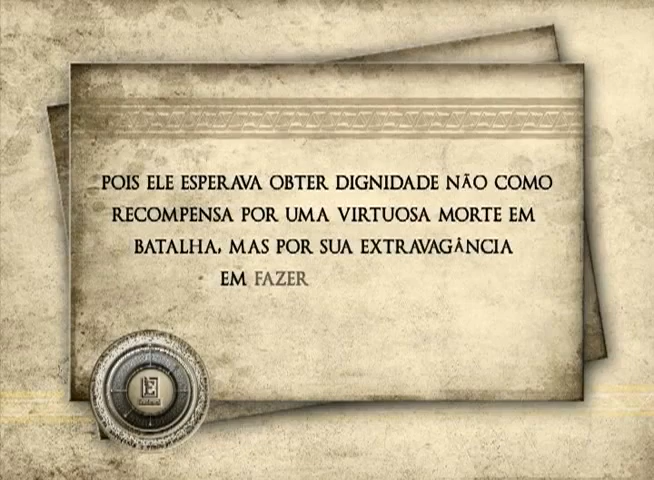 POIS ELE ESPERAVA OBTER DIGNIDADE NÃO COMO
RECOMPENSA POR UMA VIRTUOSA MORTE EM
BATALHA, MAS POR SUA EXTRAVAGÂNCIA
EM FAZER